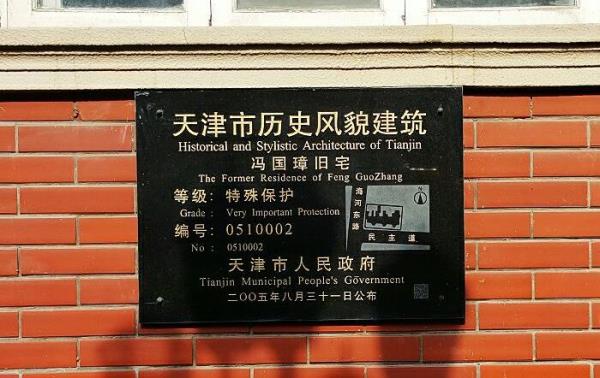 天津市历史风貌建筑
Historical and Stylistic Architecture of Tianjin
冯国璋旧宅
The Former Residence of Feng GuoZhang
等级: 特殊保护
Grade : Very Important Protection
编号: 0510002
No : 0510002
海河东路
N
民主道
天津市人民政府
Tianjin Municipal People's Government
二〇〇五年八月三十一日公布